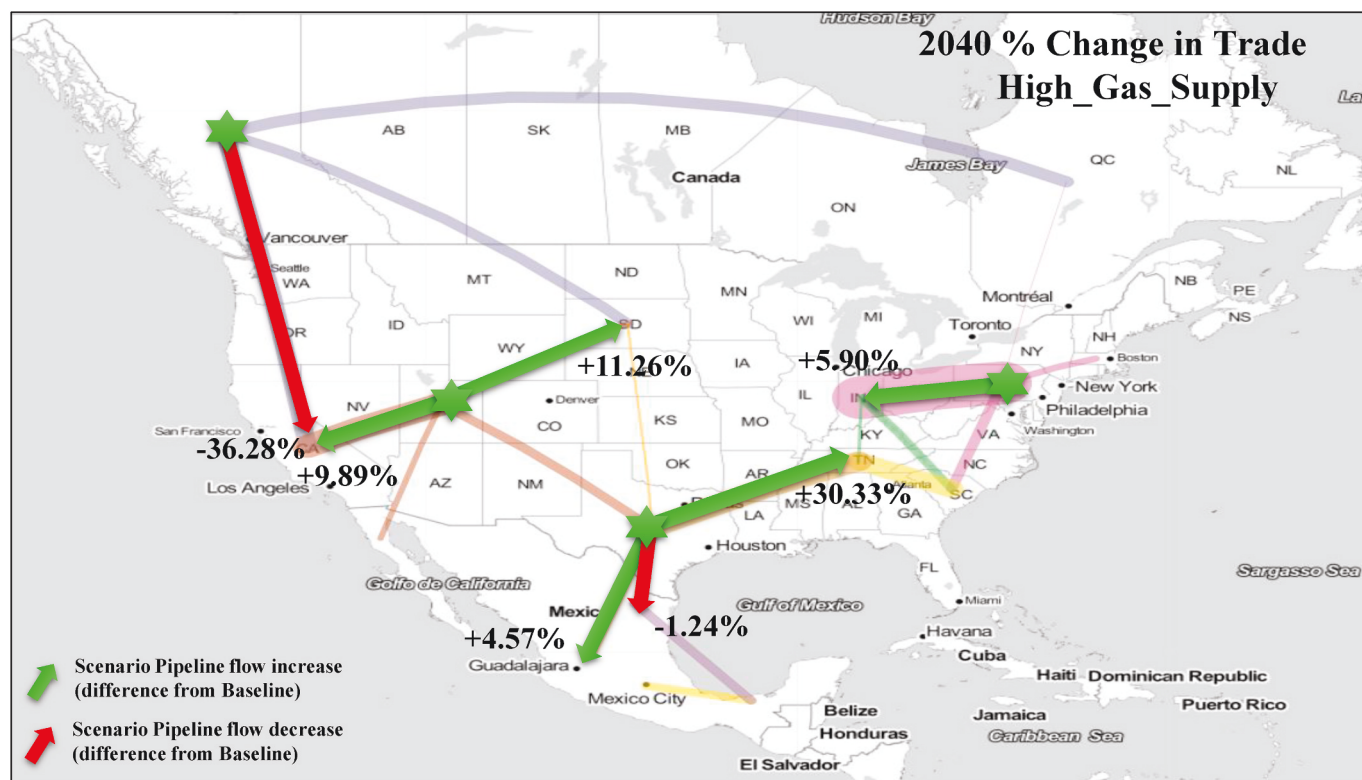 Hudson Bay
2040 % Change in Trade
High_Gas_Supply
AB
SK
MB
James Bay
QC
NL
Canada
ON
Vancouver
Seattle
WA
MT
ND
MN
NB
PE
NS
Montréal
OR
ID
SD
WI
MI
Toronto
NH
WY
+11.26%
IA
+5.90%
Chicago
NY
Boston
New York
NV
Denver
IL
IN
Philadelphia
CO
KS
MO
KY
VA
Washington
San Francisco
-36.28%
CA
+9.89%
Los Angeles
AZ
NM
OK
AR
TN
NC
+30.33%
Atlanta
SC
LA
MS
AL
GA
Houston
FL
Sargasso Sea
Golfo de California
Mexic
-1.24%
Gulf of Mexico
Miami
Havana
Cuba
+4.57%
Guadalajara
Mexico City
Haiti
Dominican Republic
Puerto Rico
Belize
Jamaica
Honduras
Caribbean Sea
El Salvador
Scenario Pipeline flow increase
(difference from Baseline)
Scenario Pipeline flow decrease
(difference from Baseline)